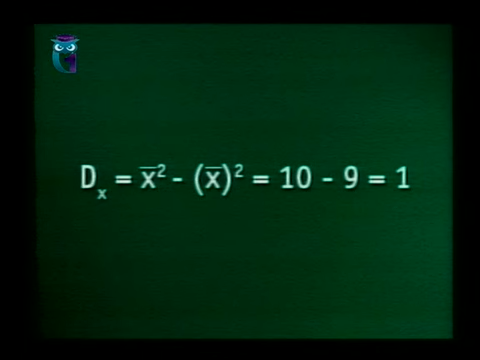 Dₓ = x̅² - (x̅)² = 10 - 9 = 1